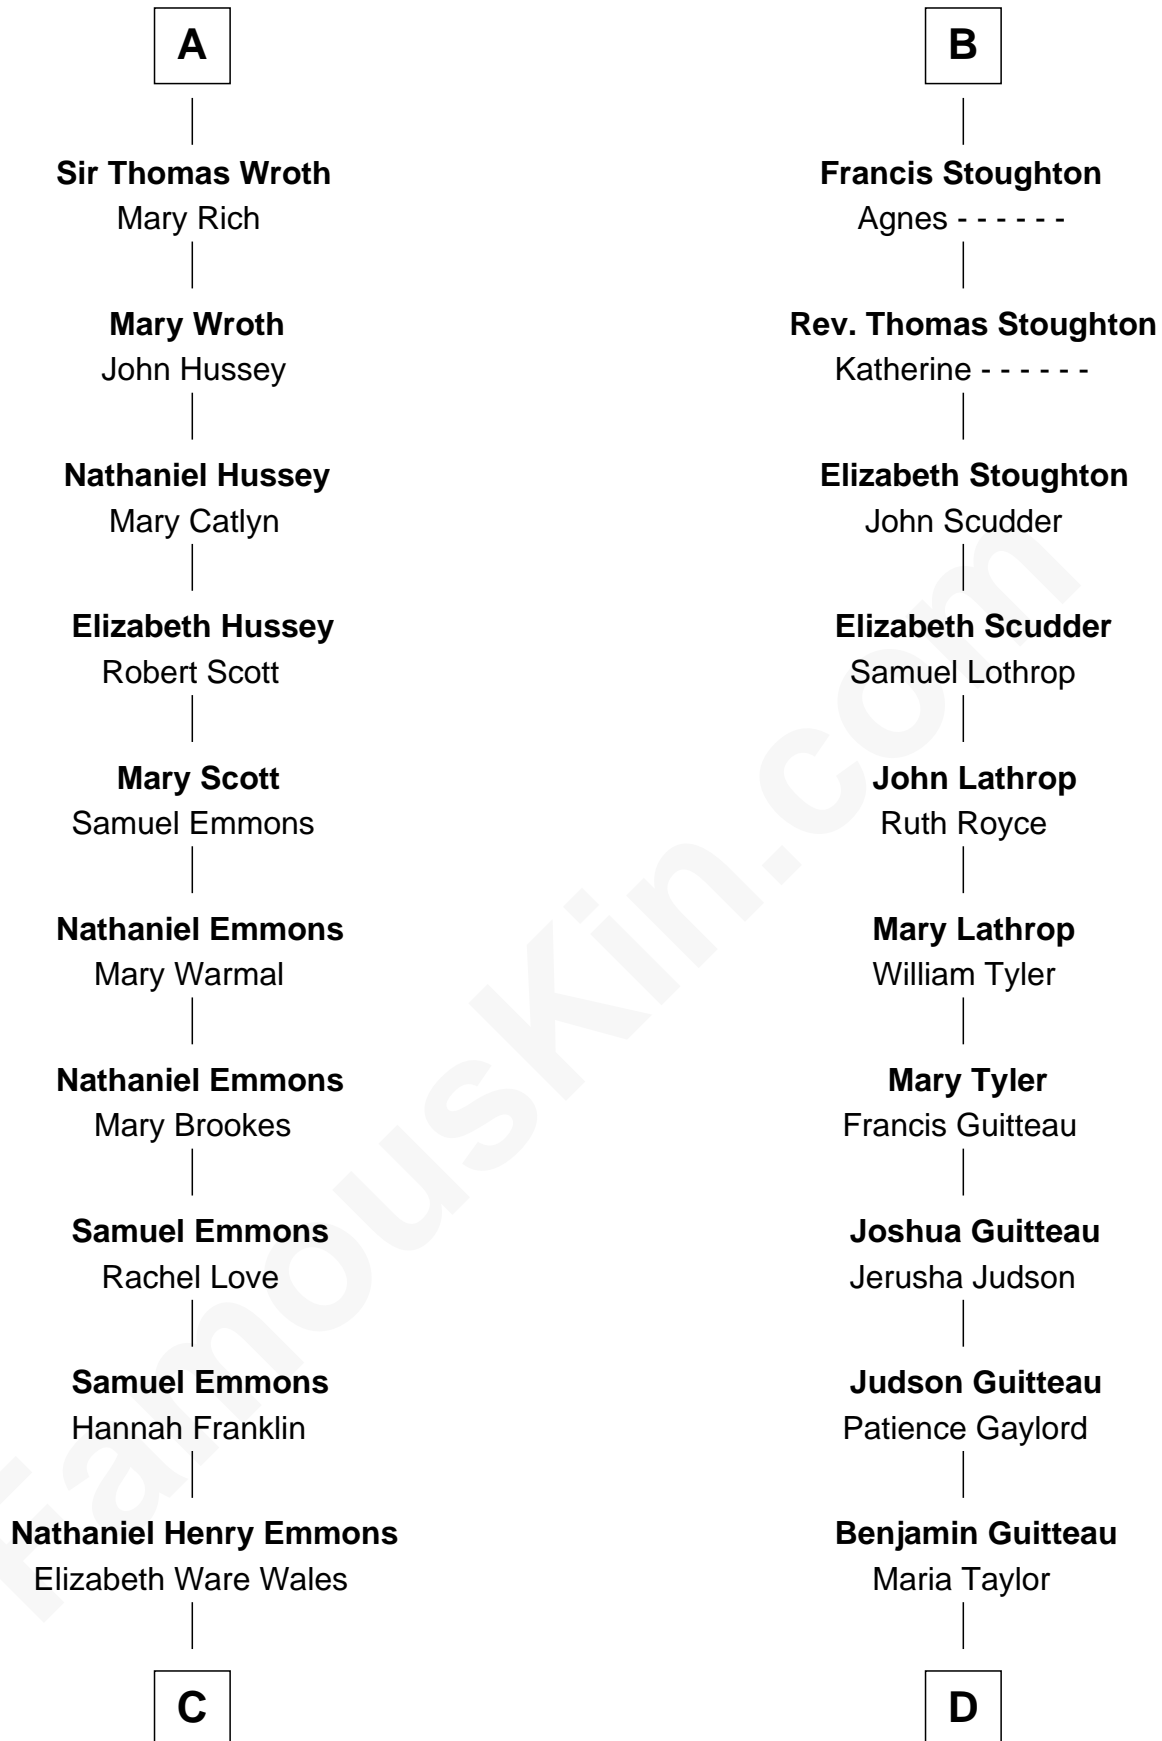 A
Sir Thomas Wroth
Mary Rich
Mary Wroth
John Hussey
Nathaniel Hussey
Mary Catlyn
Elizabeth Hussey
Robert Scott
Mary Scott
Samuel Emmons
Nathaniel Emmons
Mary Warmal
Nathaniel Emmons
Mary Brookes
Samuel Emmons
Rachel Love
Samuel Emmons
Hannah Franklin
Nathaniel Henry Emmons
Elizabeth Ware Wales
C
B
Francis Stoughton
Agnes - - - - - -
Rev. Thomas Stoughton
Katherine - - - - - -
Elizabeth Stoughton
John Scudder
Elizabeth Scudder
Samuel Lothrop
John Lathrop
Ruth Royce
Mary Lathrop
William Tyler
Mary Tyler
Francis Guitteau
Joshua Guitteau
Jerusha Judson
Judson Guitteau
Patience Gaylord
Benjamin Guitteau
Maria Taylor
D
FamousKin.com